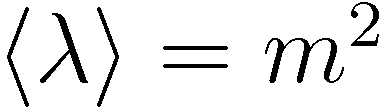 ⟨λ⟩ = m²